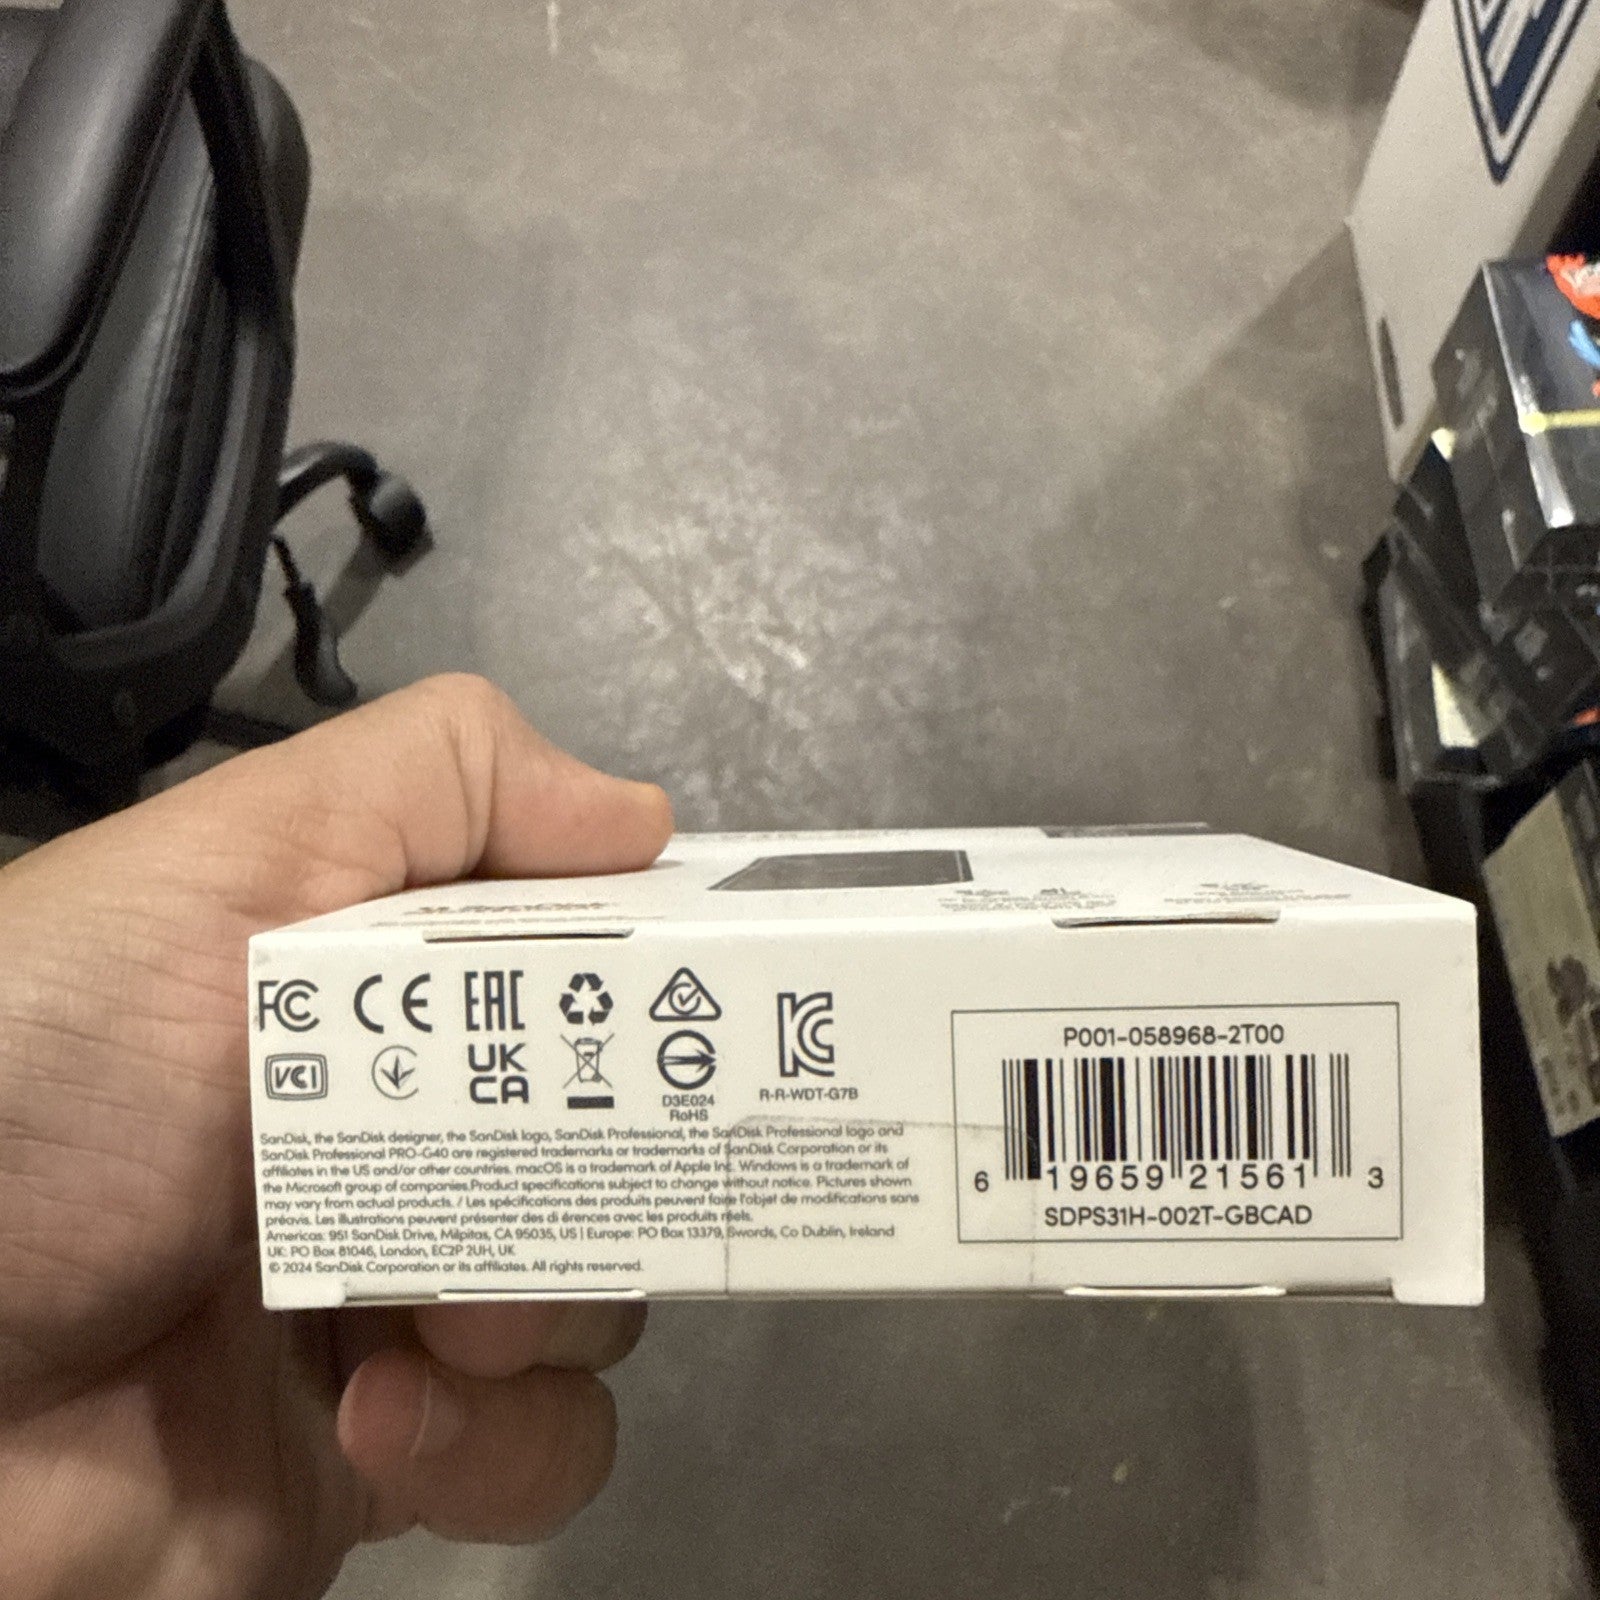 FC CE EAC
VCI UK
CA
D3E024
RoHS
R-R-WDT-G7B
SanDisk, the SanDisk designer, the SanDisk logo, SanDisk Professional, the SanDisk Professional logo and
SanDisk Professional PRO-G40 are registered trademarks or trademarks of SanDisk Corporation or its
affiliates in the US and/or other countries. macOS is a trademark of Apple Inc. Windows is a trademark of
the Microsoft group of companies.Product specifications subject to change without notice. Pictures shown
may vary from actual products. / Les spécifications des produits peuvent faire l'objet de modifications sans
préavis. Les illustrations peuvent présenter des di érences avec les produits réels.
Americas: 951 SanDisk Drive, Milpitas, CA 95035, US | Europe: PO Box 13379, Swords, Co Dublin, Ireland
UK: PO Box 81046, London, EC2P 2UH, UK
© 2024 SanDisk Corporation or its affiliates. All rights reserved.
P001-058968-2T00
6 19659 21561 3
SDPS31H-002T-GBCAD